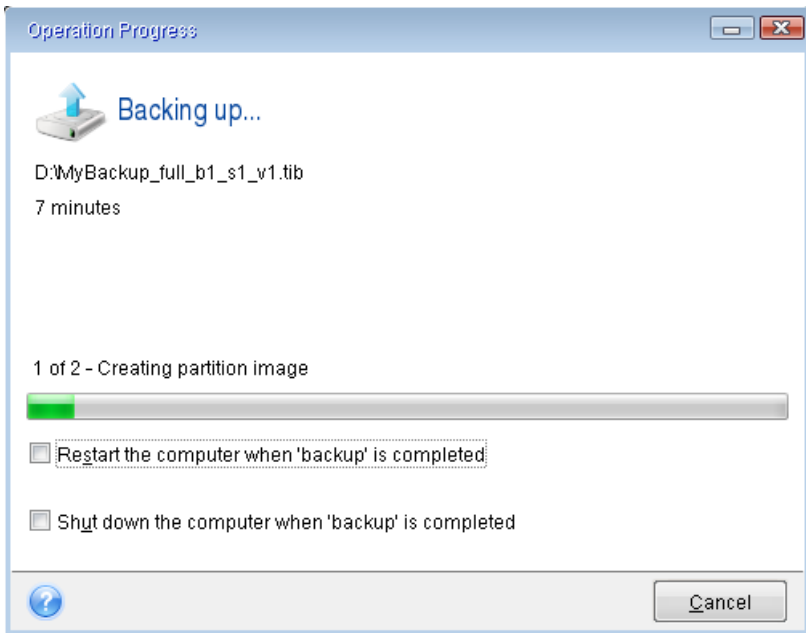 Operation Progress
Backing up...
D:\MyBackup_full_b1_s1_v1.tib
7 minutes
1 of 2 - Creating partition image
Restart the computer when 'backup' is completed
Shut down the computer when 'backup' is completed
Cancel